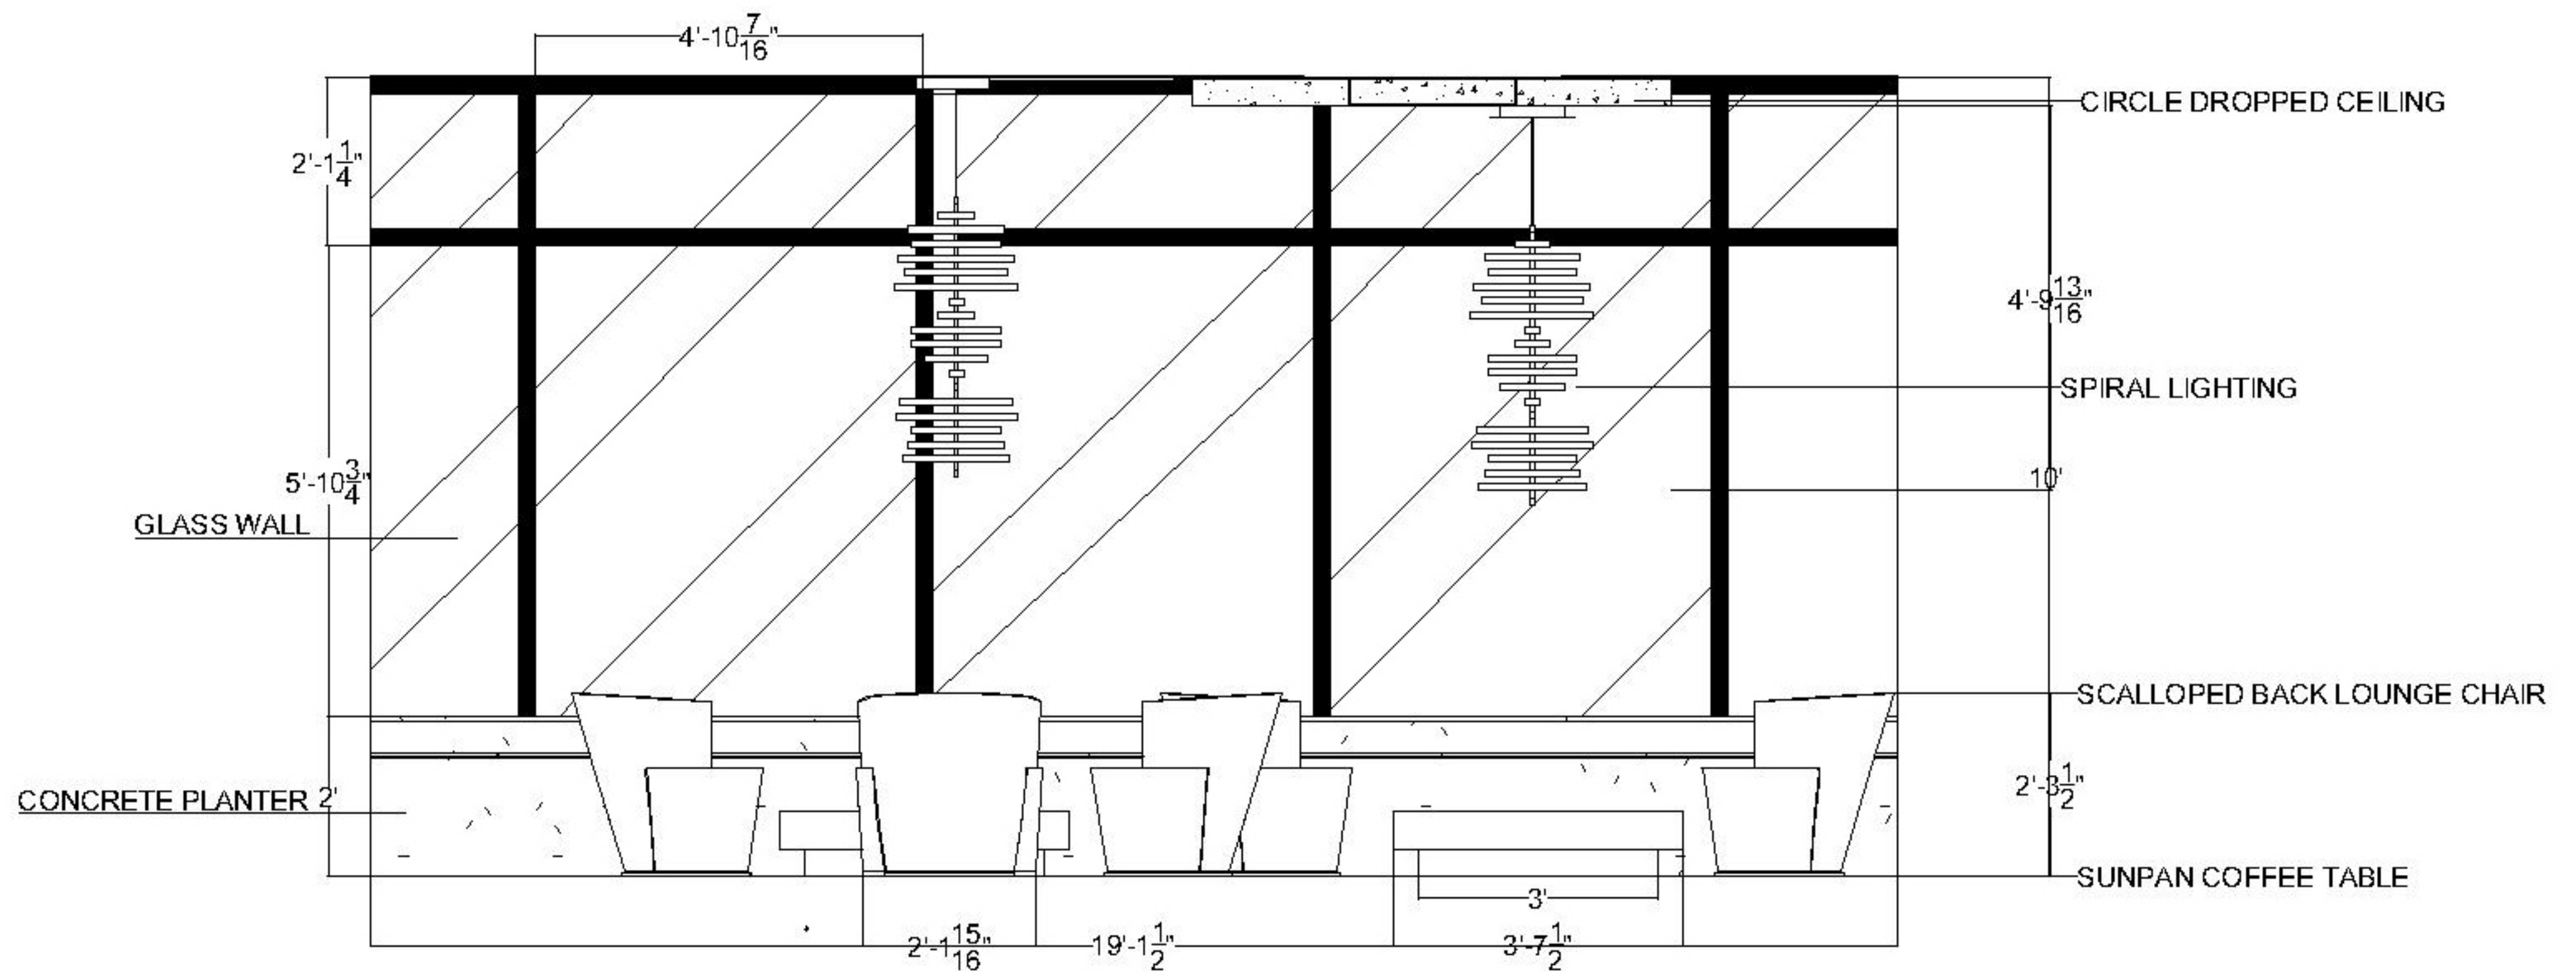 4'-10 7/16"
CIRCLE DROPPED CEILING
2'-1 1/4"
4'-9 13/16"
SPIRAL LIGHTING
5'-10 3/4"
10'
GLASS WALL
SCALLOPED BACK LOUNGE CHAIR
2'-3 1/2"
CONCRETE PLANTER 2'
SUNPAN COFFEE TABLE
3'
2'-1 15/16" 19'-1 1/2" 3'-7 1/2"